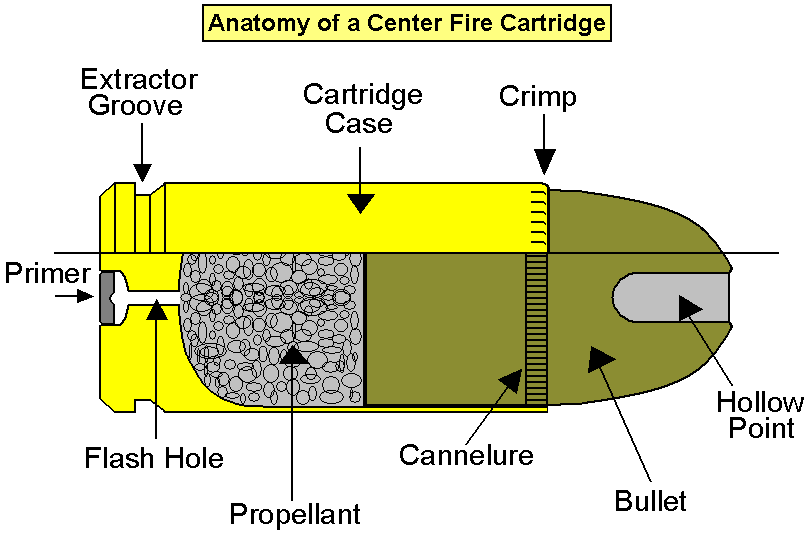 Anatomy of a Center Fire Cartridge
Extractor
Groove
Cartridge
Case
Crimp
Primer
Flash Hole
Propellant
Cannelure
Bullet
Hollow
Point